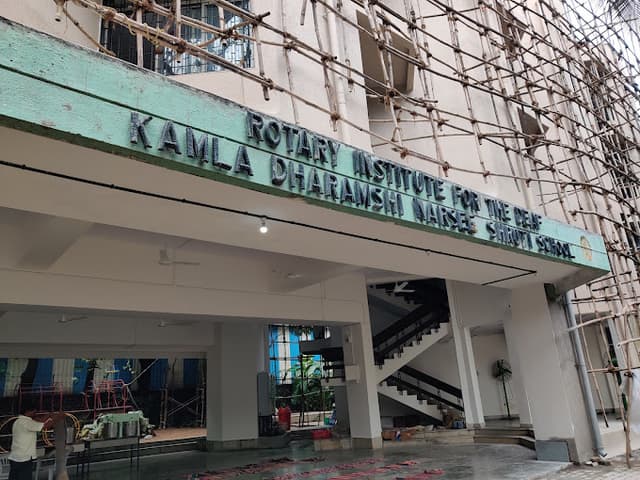 ROTARY INSTITUTE FOR THE DEAF
KAMLA DHARAMSHI NARSEE SHRUTI SCHOOL